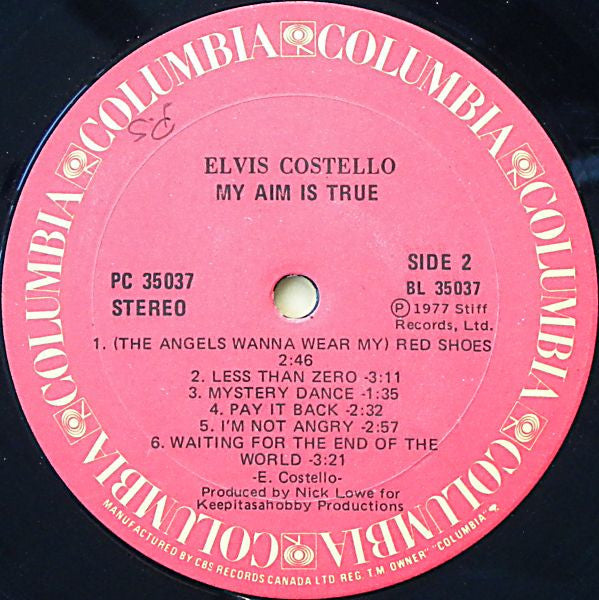 COLUMBIA COLUMBIA COLUMBIA COLUMBIA COLUMBIA COLUMBIA
ELVIS COSTELLO
MY AIM IS TRUE
PC 35037
STEREO
SIDE 2
BL 35037
Ⓟ 1977 Stiff
Records, Ltd.
1. (THE ANGELS WANNA WEAR MY) RED SHOES
2:46
2. LESS THAN ZERO -3:11
3. MYSTERY DANCE -1:35
4. PAY IT BACK -2:32
5. I'M NOT ANGRY -2:57
6. WAITING FOR THE END OF THE
WORLD -3:21
-E. Costello-
Produced by Nick Lowe for
Keepitasahobby Productions
MANUFACTURED BY CBS RECORDS CANADA LTD REG. T.M OWNER "COLUMBIA"